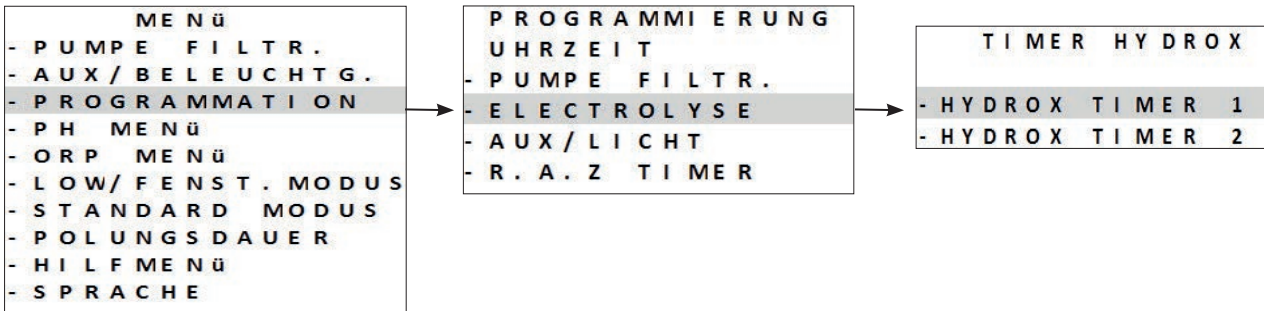 MENü
- PUMPE FILTR.
- AUX/BELEUCHTG.
- PROGRAMMATION
- PH MENü
- ORP MENü
- LOW/FENST. MODUS
- STANDARD MODUS
- POLUNGSDAUER
- HILFMENü
- SPRACHE
PROGRAMMIERUNG
UHRZEIT
- PUMPE FILTR.
- ELECTROLYSE
- AUX/LICHT
- R.A.Z TIMER
TIMER HYDROX
- HYDROX TIMER 1
- HYDROX TIMER 2